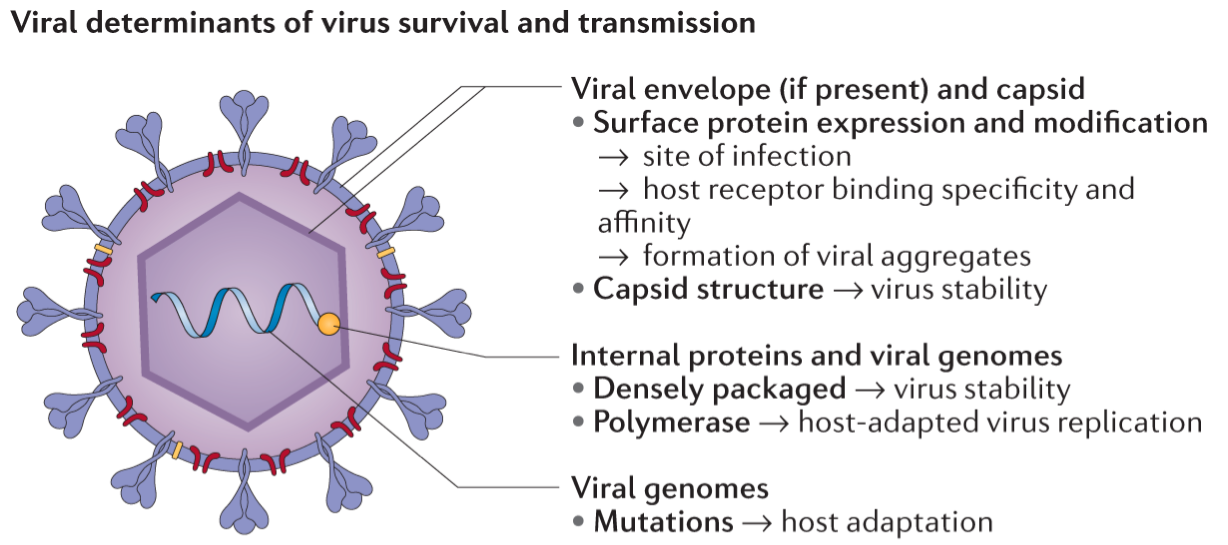 Viral determinants of virus survival and transmission
Viral envelope (if present) and capsid
• Surface protein expression and modification
→ site of infection
→ host receptor binding specificity and
affinity
→ formation of viral aggregates
• Capsid structure → virus stability
Internal proteins and viral genomes
• Densely packaged → virus stability
• Polymerase → host-adapted virus replication
Viral genomes
• Mutations → host adaptation